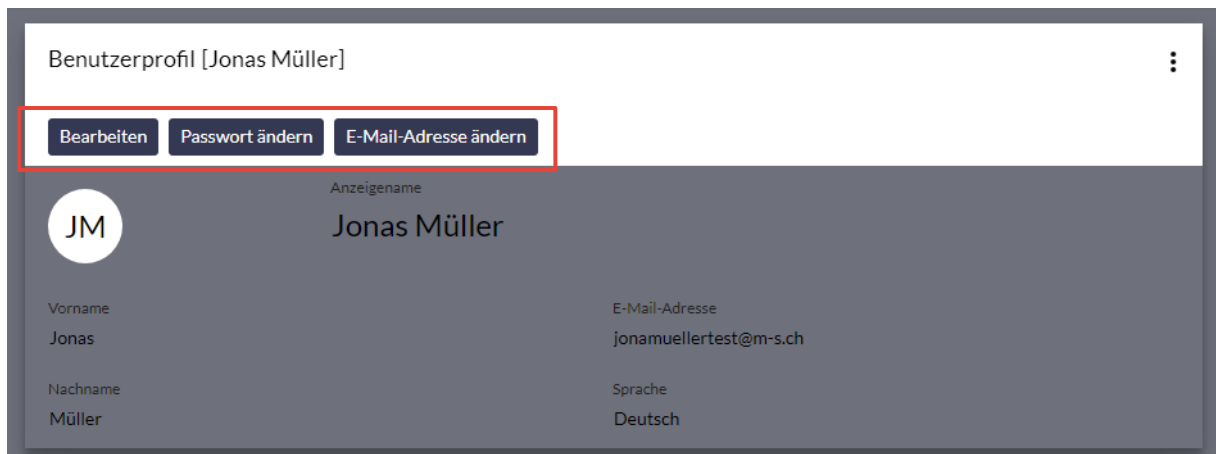 Benutzerprofil [Jonas Müller]
Bearbeiten Passwort ändern E-Mail-Adresse ändern
Anzeigename
JM Jonas Müller
Vorname E-Mail-Adresse
Jonas jonamuellertest@m-s.ch
Nachname Sprache
Müller Deutsch